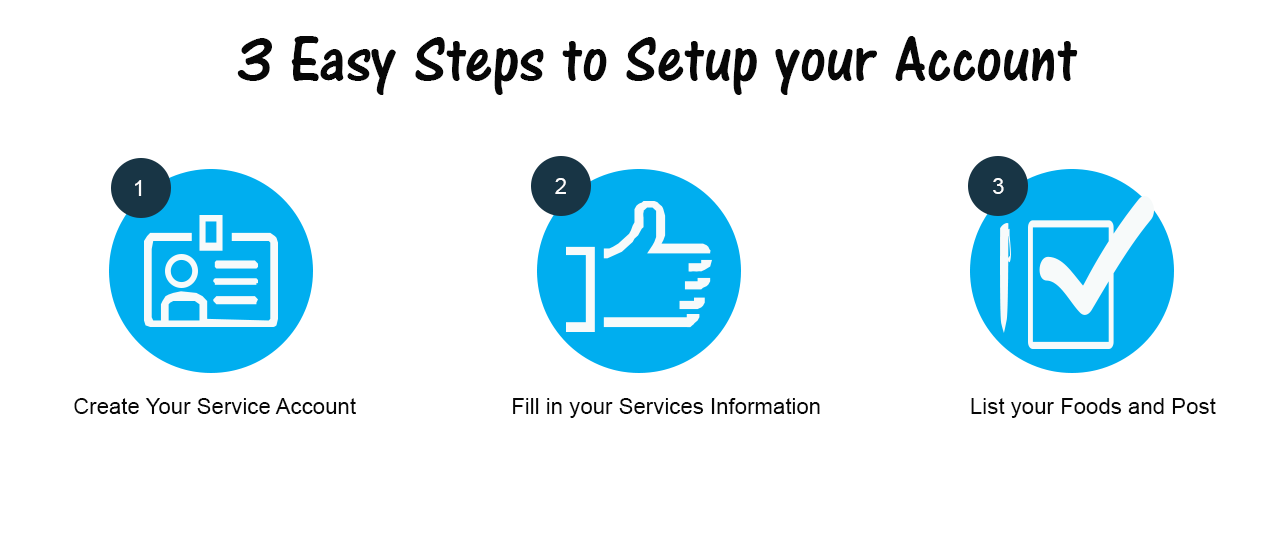 3 Easy Steps to Setup your Account
1
2
3
Create Your Service Account
Fill in your Services Information
List your Foods and Post